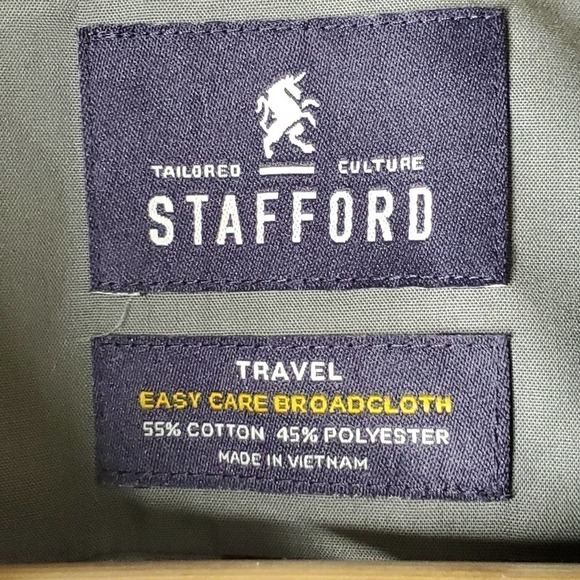 TAILORED CULTURE
STAFFORD
TRAVEL
EASY CARE BROADCLOTH
55% COTTON 45% POLYESTER
MADE IN VIETNAM